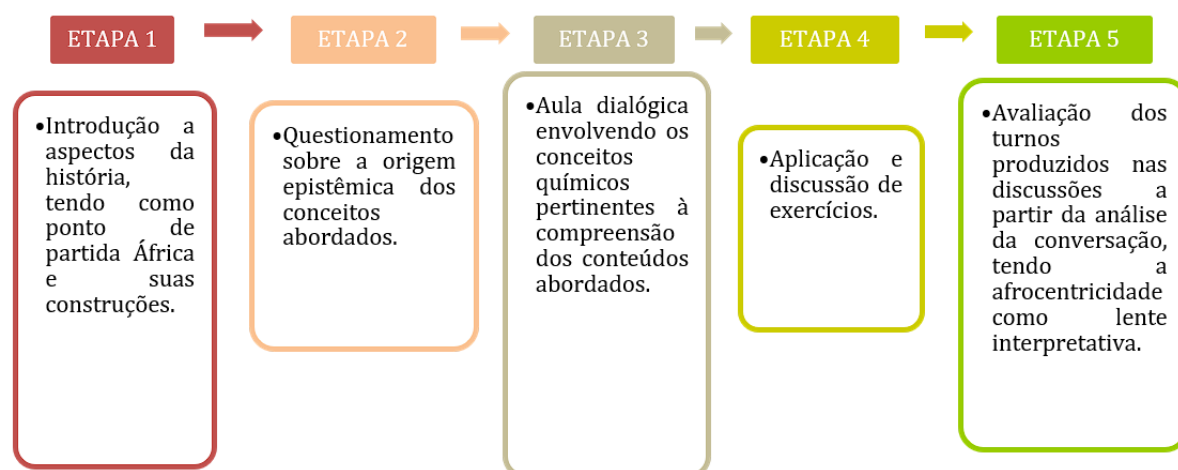 ETAPA 1
•Introdução a
aspectos da
história,
tendo como
ponto de
partida África
e suas
construções.
ETAPA 2
•Questionamento
sobre a origem
epistêmica dos
conceitos
abordados.
ETAPA 3
•Aula dialógica
envolvendo os
conceitos
químicos
pertinentes à
compreensão
dos conteúdos
abordados.
ETAPA 4
•Aplicação e
discussão de
exercícios.
ETAPA 5
•Avaliação dos
turnos
produzidos nas
discussões a
partir da análise
da conversação,
tendo a
afrocentricidade
como lente
interpretativa.